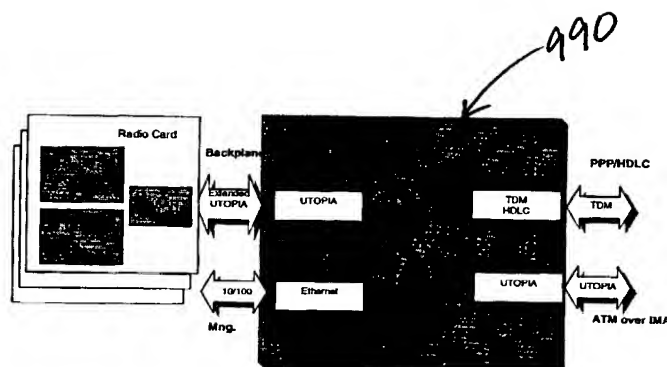 990
Radio Card
Backplane
PPP/HDLC
Extended
UTOPIA
UTOPIA
TDM
HDLC
TDM
10/100
Ethernet
UTOPIA
UTOPIA
Mng.
ATM over IMA